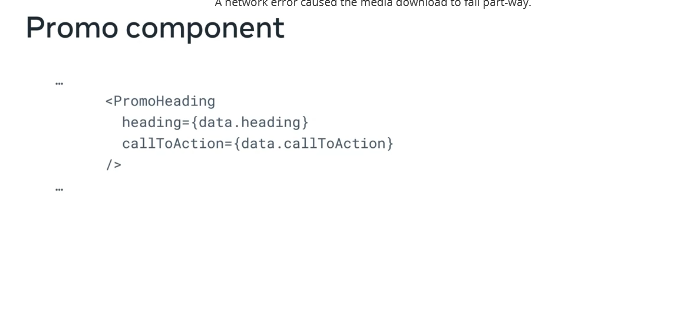 A network error caused the media download to fail part-way.
Promo component
…
<PromoHeading
heading={data.heading}
callToAction={data.callToAction}
/>
…